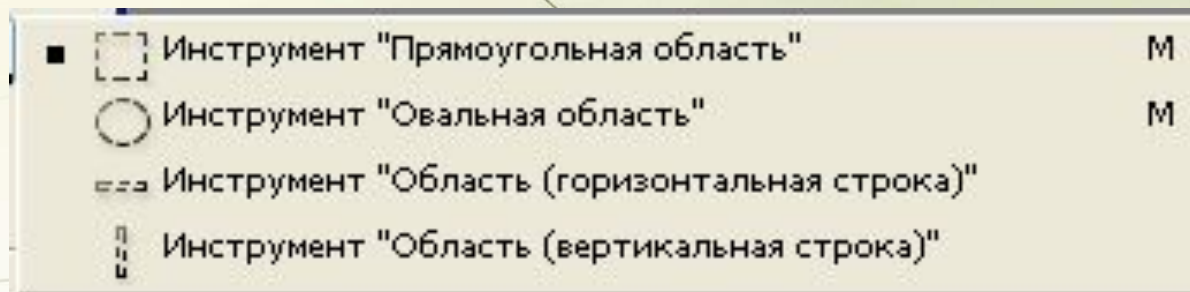 Инструмент "Прямоугольная область" M
Инструмент "Овальная область" M
Инструмент "Область (горизонтальная строка)"
Инструмент "Область (вертикальная строка)"